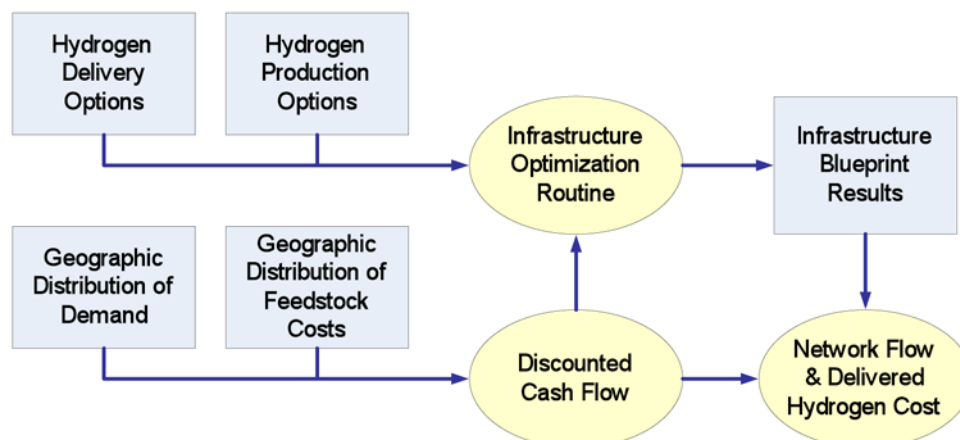 Hydrogen
Delivery
Options
Hydrogen
Production
Options
Infrastructure
Optimization
Routine
Infrastructure
Blueprint
Results
Geographic
Distribution of
Demand
Geographic
Distribution of
Feedstock
Costs
Discounted
Cash Flow
Network Flow
& Delivered
Hydrogen Cost